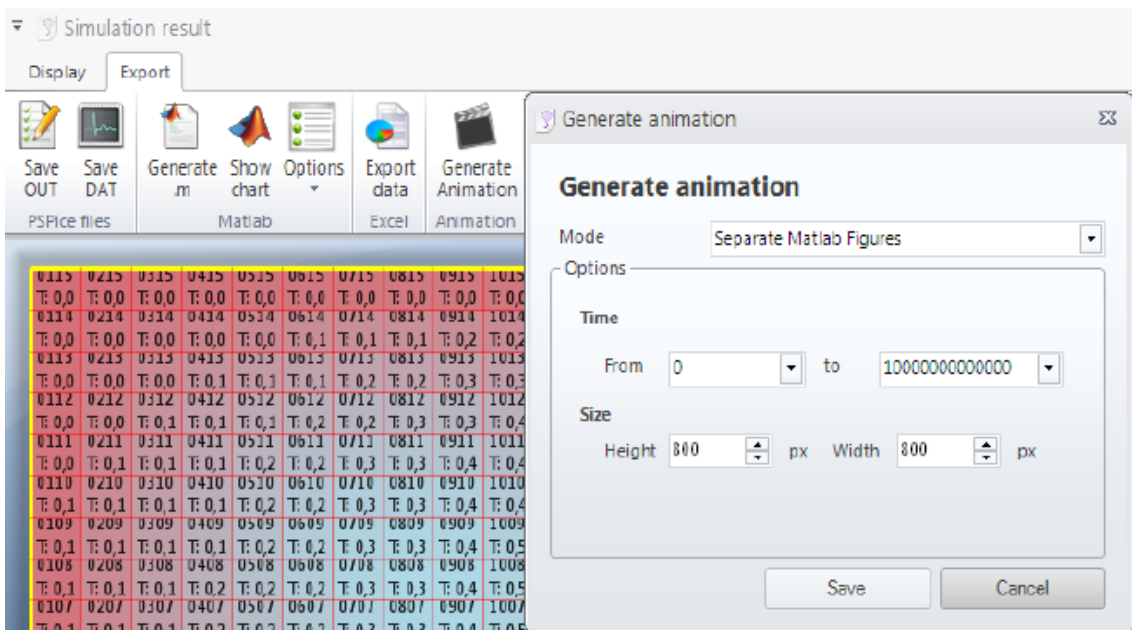 Simulation result
Display Export
Save OUT
Save DAT
Generate .m
Show chart
Options
Export data
Generate Animation
PSPice files Matlab Excel Animation
0115 0215 0315 0415 0515 0615 0715 0815 0915 1015
T: 0,0 T: 0,0 T: 0,0 T: 0,0 T: 0,0 T: 0,0 T: 0,0 T: 0,0 T: 0,0 T: 0,0
0114 0214 0314 0414 0514 0614 0714 0814 0914 1014
T: 0,0 T: 0,0 T: 0,0 T: 0,0 T: 0,0 T: 0,1 T: 0,1 T: 0,1 T: 0,2 T: 0,2
0113 0213 0313 0413 0513 0613 0713 0813 0913 1013
T: 0,0 T: 0,0 T: 0,0 T: 0,1 T: 0,1 T: 0,1 T: 0,2 T: 0,2 T: 0,3 T: 0,3
0112 0212 0312 0412 0512 0612 0712 0812 0912 1012
T: 0,0 T: 0,0 T: 0,1 T: 0,1 T: 0,1 T: 0,2 T: 0,2 T: 0,3 T: 0,3 T: 0,4
0111 0211 0311 0411 0511 0611 0711 0811 0911 1011
T: 0,0 T: 0,1 T: 0,1 T: 0,1 T: 0,2 T: 0,2 T: 0,3 T: 0,3 T: 0,4 T: 0,4
0110 0210 0310 0410 0510 0610 0710 0810 0910 1010
T: 0,1 T: 0,1 T: 0,1 T: 0,1 T: 0,2 T: 0,2 T: 0,3 T: 0,3 T: 0,4 T: 0,4
0109 0209 0309 0409 0509 0609 0709 0809 0909 1009
T: 0,1 T: 0,1 T: 0,1 T: 0,1 T: 0,2 T: 0,2 T: 0,3 T: 0,3 T: 0,4 T: 0,5
0108 0208 0308 0408 0508 0608 0708 0808 0908 1008
T: 0,1 T: 0,1 T: 0,1 T: 0,2 T: 0,2 T: 0,2 T: 0,3 T: 0,3 T: 0,4 T: 0,5
0107 0207 0307 0407 0507 0607 0707 0807 0907 1007
Generate animation
Generate animation
Mode Separate Matlab Figures
Options
Time
From 0 to 10000000000000
Size
Height 800 px Width 800 px
Save Cancel